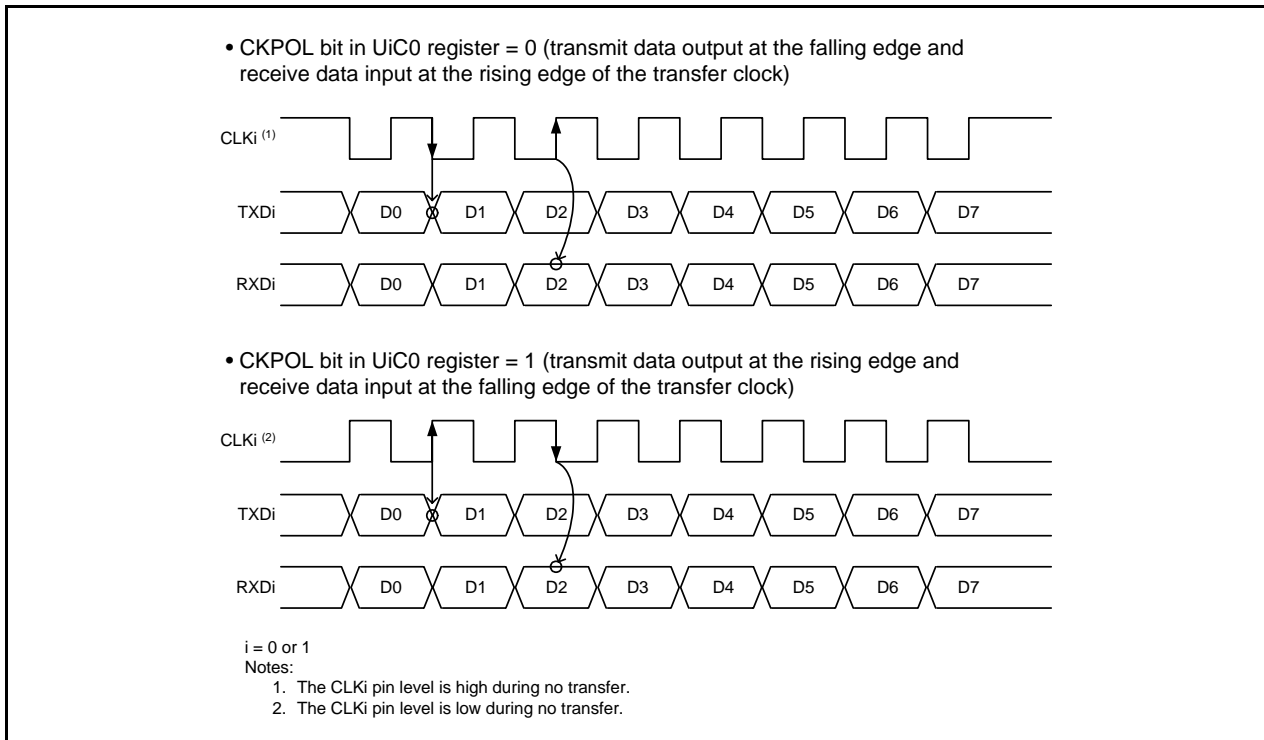 • CKPOL bit in UiC0 register = 0 (transmit data output at the falling edge and
receive data input at the rising edge of the transfer clock)
CLKi (1)
TXDi D0 D1 D2 D3 D4 D5 D6 D7
RXDi D0 D1 D2 D3 D4 D5 D6 D7
• CKPOL bit in UiC0 register = 1 (transmit data output at the rising edge and
receive data input at the falling edge of the transfer clock)
CLKi (2)
TXDi D0 D1 D2 D3 D4 D5 D6 D7
RXDi D0 D1 D2 D3 D4 D5 D6 D7
i = 0 or 1
Notes:
1. The CLKi pin level is high during no transfer.
2. The CLKi pin level is low during no transfer.